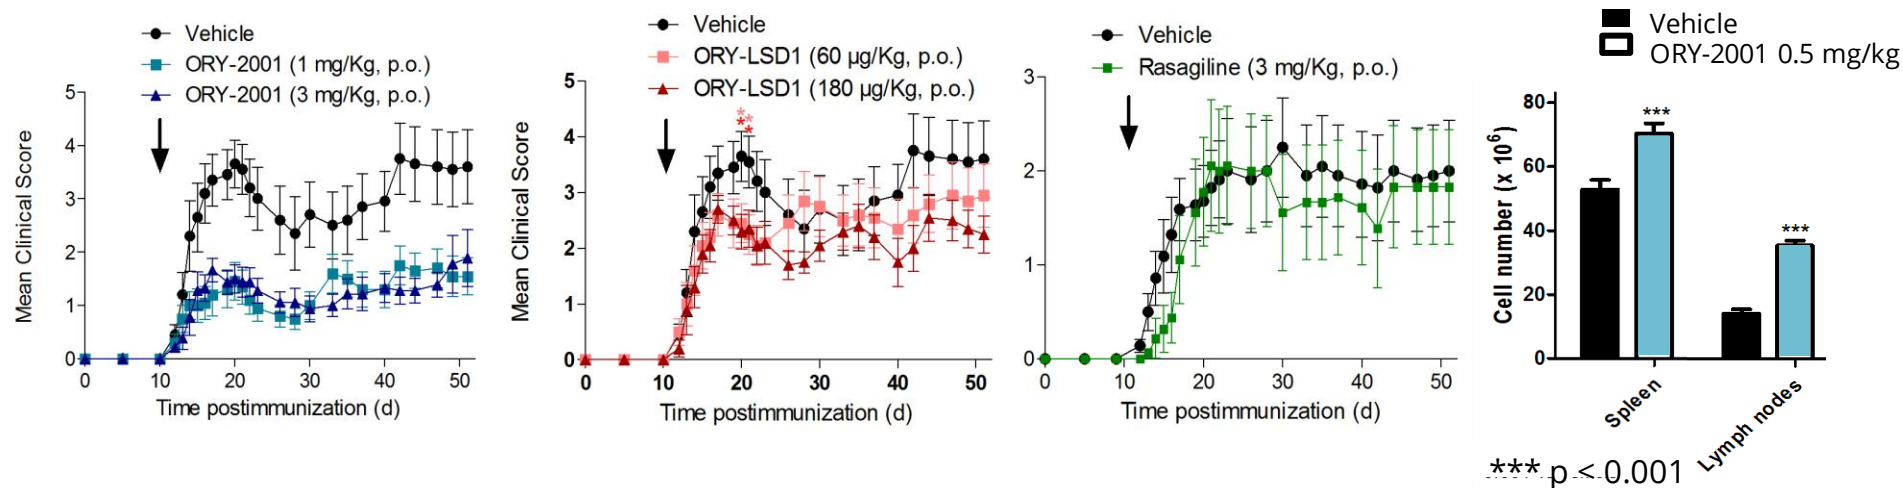 Vehicle
ORY-2001 (1 mg/Kg, p.o.)
ORY-2001 (3 mg/Kg, p.o.)
Mean Clinical Score
5
4
3
2
1
0
0 10 20 30 40 50
Time postimmunization (d)
Vehicle
ORY-LSD1 (60 µg/Kg, p.o.)
ORY-LSD1 (180 µg/Kg, p.o.)
Mean Clinical Score
5
4
3
2
1
0
* *
* *
0 10 20 30 40 50
Time postimmunization (d)
Vehicle
Rasagiline (3 mg/Kg, p.o.)
3
2
1
0
0 10 20 30 40 50
Time postimmunization (d)
Vehicle
ORY-2001 0.5 mg/kg
Cell number (x 10⁶)
80
60
40
20
0
***
***
Spleen
Lymph nodes
*** p < 0.001